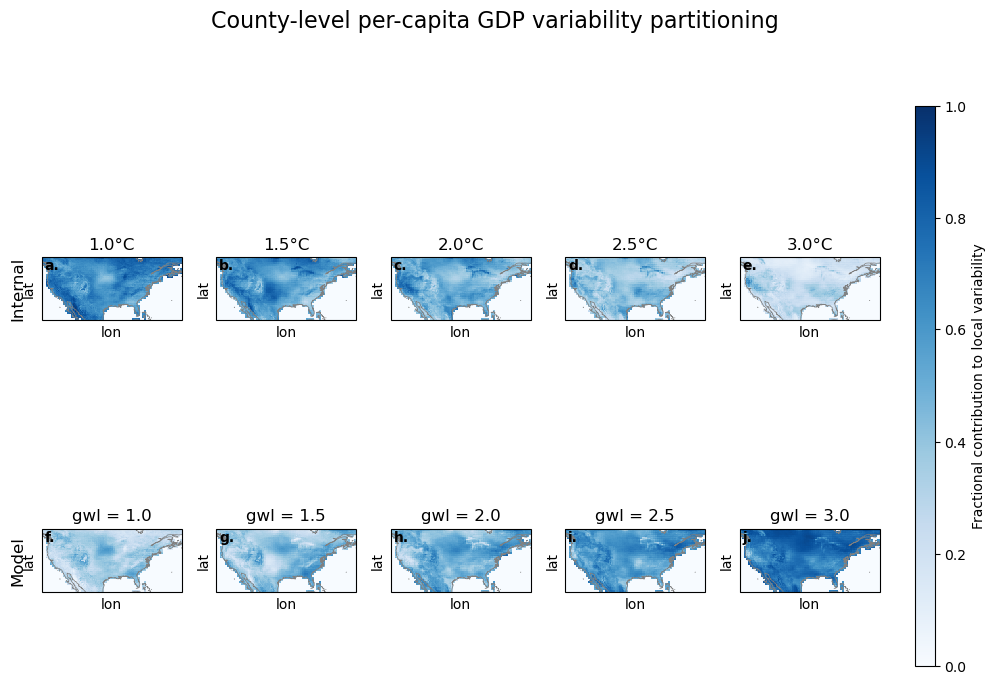 County-level per-capita GDP variability partitioning
1.0°C
1.5°C
2.0°C
2.5°C
3.0°C
Internal
lat
a.
lon
lat
b.
lon
lat
c.
lon
lat
d.
lon
lat
e.
lon
gwl = 1.0
gwl = 1.5
gwl = 2.0
gwl = 2.5
gwl = 3.0
Model
lat
f.
lon
lat
g.
lon
lat
h.
lon
lat
i.
lon
lat
j.
lon
1.0
0.8
0.6
0.4
0.2
0.0
Fractional contribution to local variability